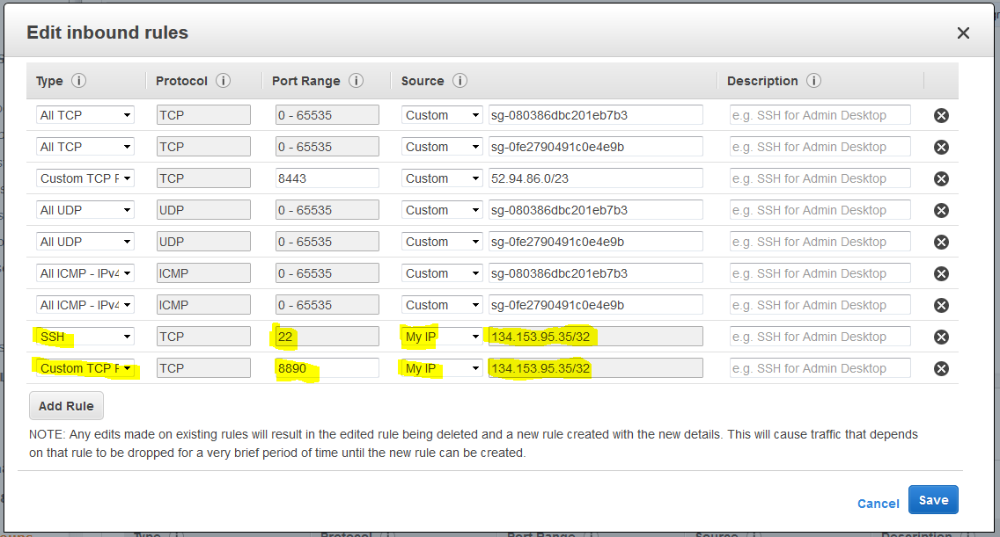 Edit inbound rules
Type Protocol Port Range Source Description
All TCP TCP 0 - 65535 Custom sg-080386dbc201eb7b3 e.g. SSH for Admin Desktop
All TCP TCP 0 - 65535 Custom sg-0fe2790491c0e4e9b e.g. SSH for Admin Desktop
Custom TCP F TCP 8443 Custom 52.94.86.0/23 e.g. SSH for Admin Desktop
All UDP UDP 0 - 65535 Custom sg-080386dbc201eb7b3 e.g. SSH for Admin Desktop
All UDP UDP 0 - 65535 Custom sg-0fe2790491c0e4e9b e.g. SSH for Admin Desktop
All ICMP - IPv4 ICMP 0 - 65535 Custom sg-080386dbc201eb7b3 e.g. SSH for Admin Desktop
All ICMP - IPv4 ICMP 0 - 65535 Custom sg-0fe2790491c0e4e9b e.g. SSH for Admin Desktop
SSH TCP 22 My IP 134.153.95.35/32 e.g. SSH for Admin Desktop
Custom TCP F TCP 8890 My IP 134.153.95.35/32 e.g. SSH for Admin Desktop
Add Rule
NOTE: Any edits made on existing rules will result in the edited rule being deleted and a new rule created with the new details. This will cause traffic that depends
on that rule to be dropped for a very brief period of time until the new rule can be created.
Cancel Save
Type Protocol Port Range Source Description